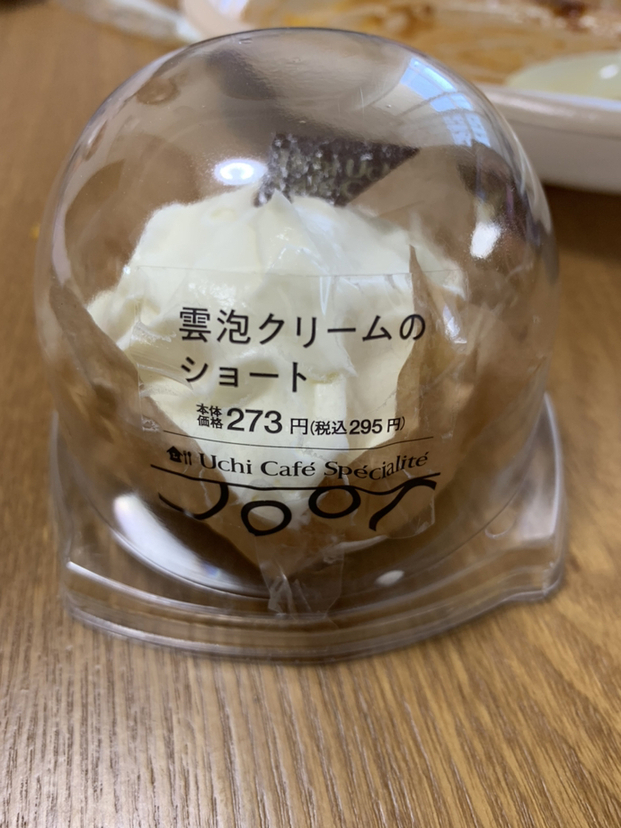 雲泡クリームの
ショート
本体価格 273 円(税込 295 円)
Uchi Café Spécialité